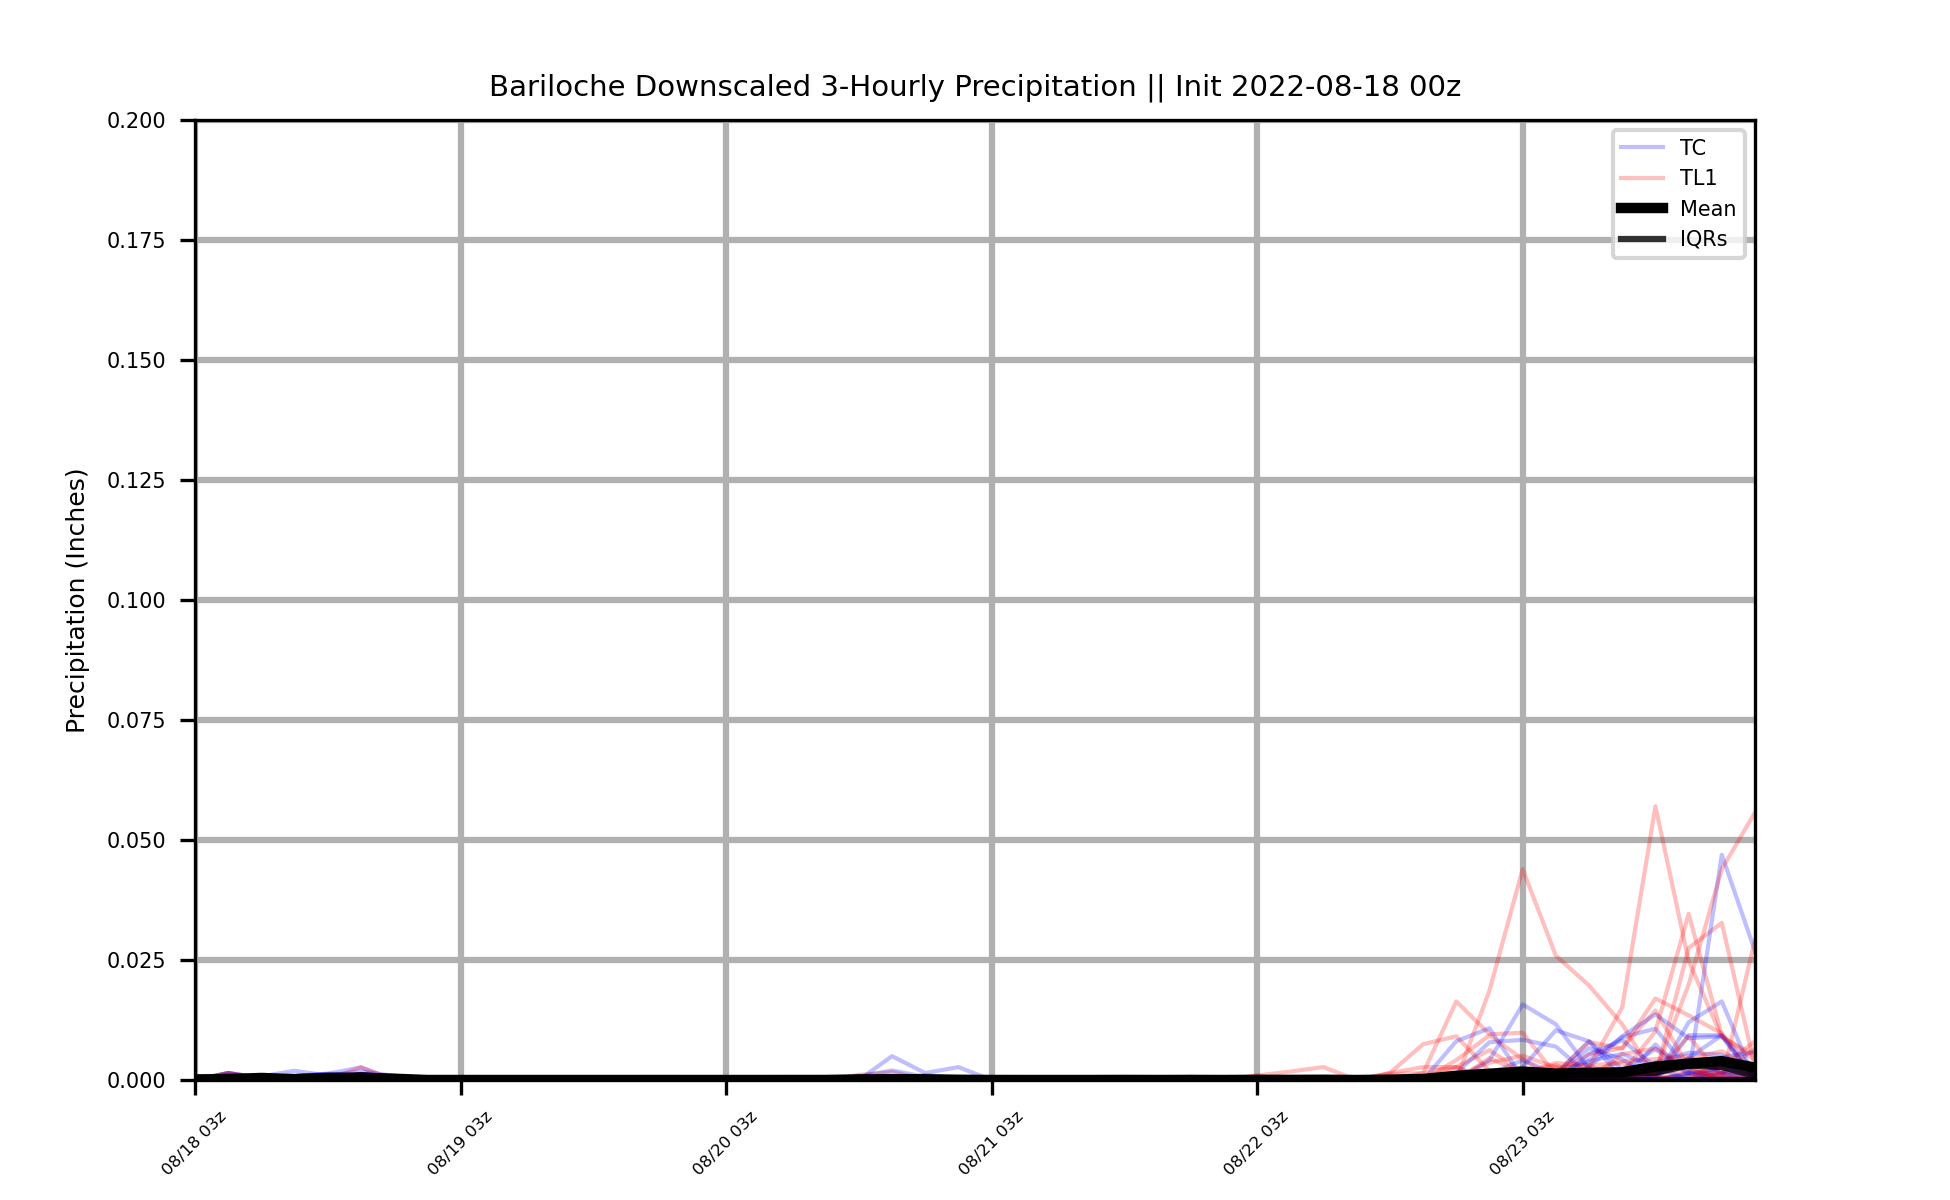 Bariloche Downscaled 3-Hourly Precipitation || Init 2022-08-18 00z
TC
TL1
Mean
IQRs
Precipitation (Inches)
0.200
0.175
0.150
0.125
0.100
0.075
0.050
0.025
0.000
08/18 03z
08/19 03z
08/20 03z
08/21 03z
08/22 03z
08/23 03z